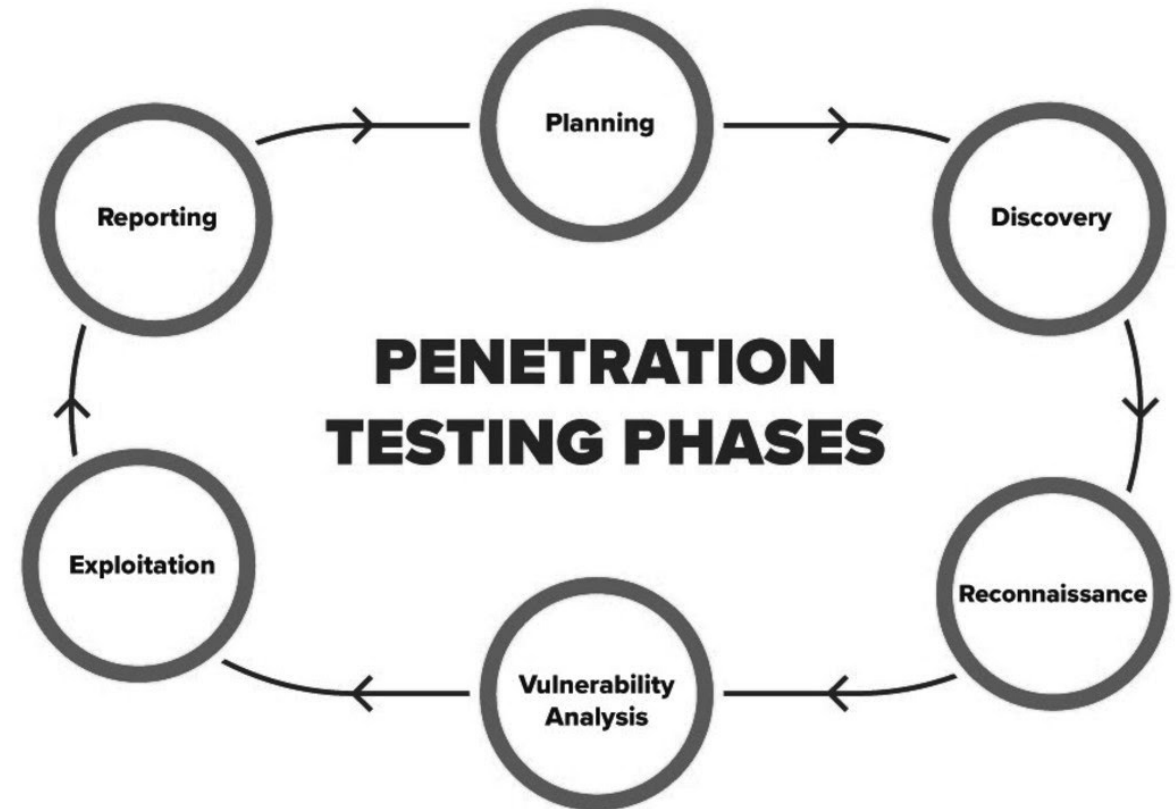 Planning
Reporting
Discovery
PENETRATION
TESTING PHASES
Exploitation
Reconnaissance
Vulnerability
Analysis